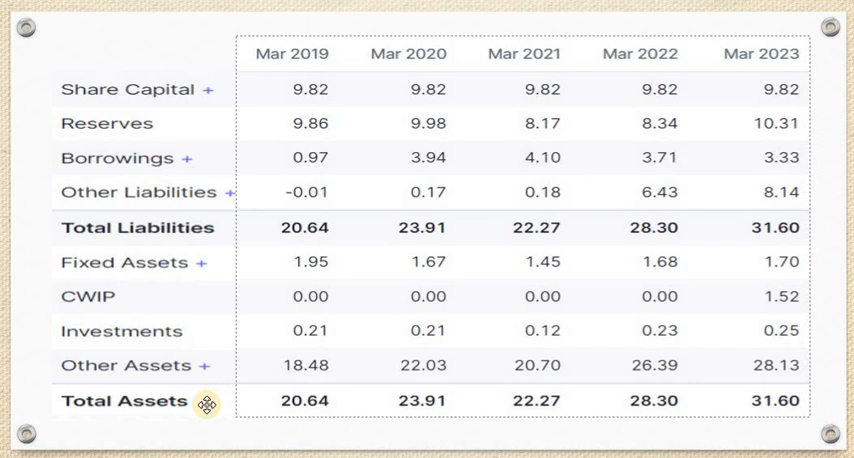 Mar 2019 Mar 2020 Mar 2021 Mar 2022 Mar 2023
Share Capital + 9.82 9.82 9.82 9.82 9.82
Reserves 9.86 9.98 8.17 8.34 10.31
Borrowings + 0.97 3.94 4.10 3.71 3.33
Other Liabilities + -0.01 0.17 0.18 6.43 8.14
Total Liabilities 20.64 23.91 22.27 28.30 31.60
Fixed Assets + 1.95 1.67 1.45 1.68 1.70
CWIP 0.00 0.00 0.00 0.00 1.52
Investments 0.21 0.21 0.12 0.23 0.25
Other Assets + 18.48 22.03 20.70 26.39 28.13
Total Assets 20.64 23.91 22.27 28.30 31.60